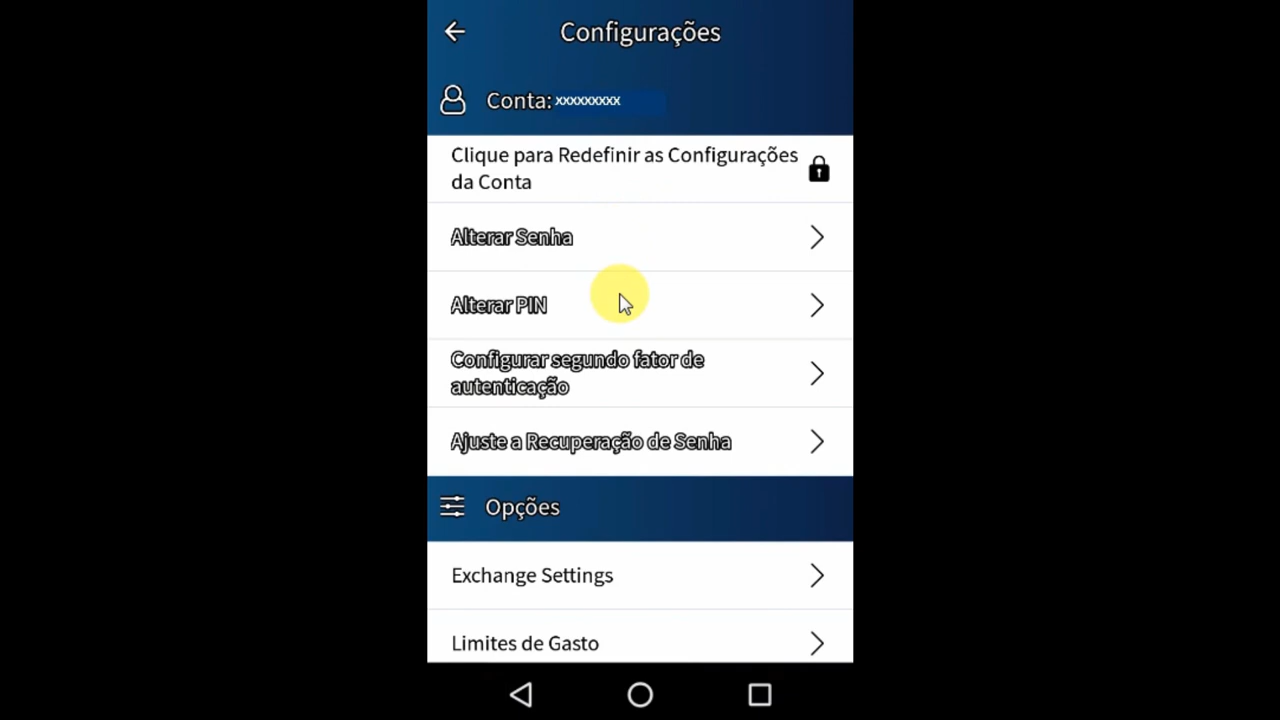 Configurações
Conta: xxxxxxxxx
Clique para Redefinir as Configurações
da Conta
Alterar Senha
Alterar PIN
Configurar segundo fator de
autenticação
Ajuste a Recuperação de Senha
Opções
Exchange Settings
Limites de Gasto